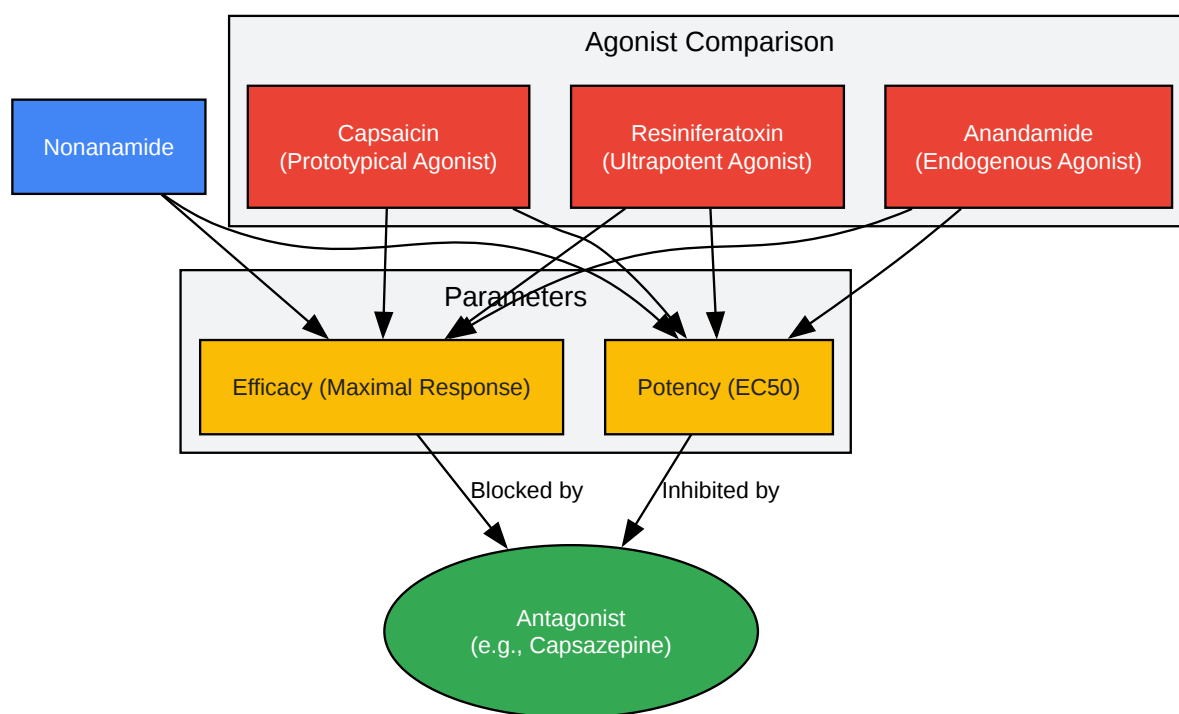 Agonist Comparison
Nonanamide
Capsaicin
(Prototypical Agonist)
Resiniferatoxin
(Ultrapotent Agonist)
Anandamide
(Endogenous Agonist)
Parameters
Efficacy (Maximal Response)
Potency (EC50)
Blocked by
Inhibited by
Antagonist
(e.g., Capsazepine)